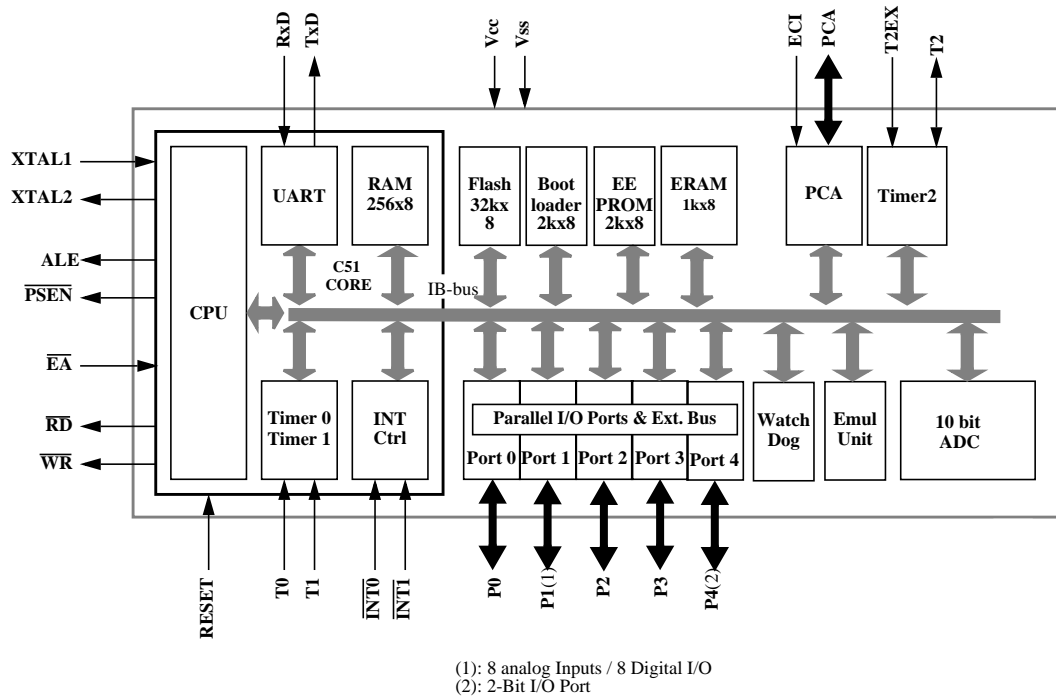 RxD
TxD
Vcc
Vss
ECI
PCA
T2EX
T2
XTAL1
XTAL2
ALE
PSEN
EA
RD
WR
CPU
UART
RAM
256x8
C51
CORE
IB-bus
Flash
32kx
8
Boot
loader
2kx8
EE
PROM
2kx8
ERAM
1kx8
PCA
Timer2
Timer 0
Timer 1
INT
Ctrl
Parallel I/O Ports & Ext. Bus
Port 0
Port 1
Port 2
Port 3
Port 4
Watch
Dog
Emul
Unit
10 bit
ADC
RESET
T0
T1
INT0
INT1
P0
P1(1)
P2
P3
P4(2)
(1): 8 analog Inputs / 8 Digital I/O
(2): 2-Bit I/O Port